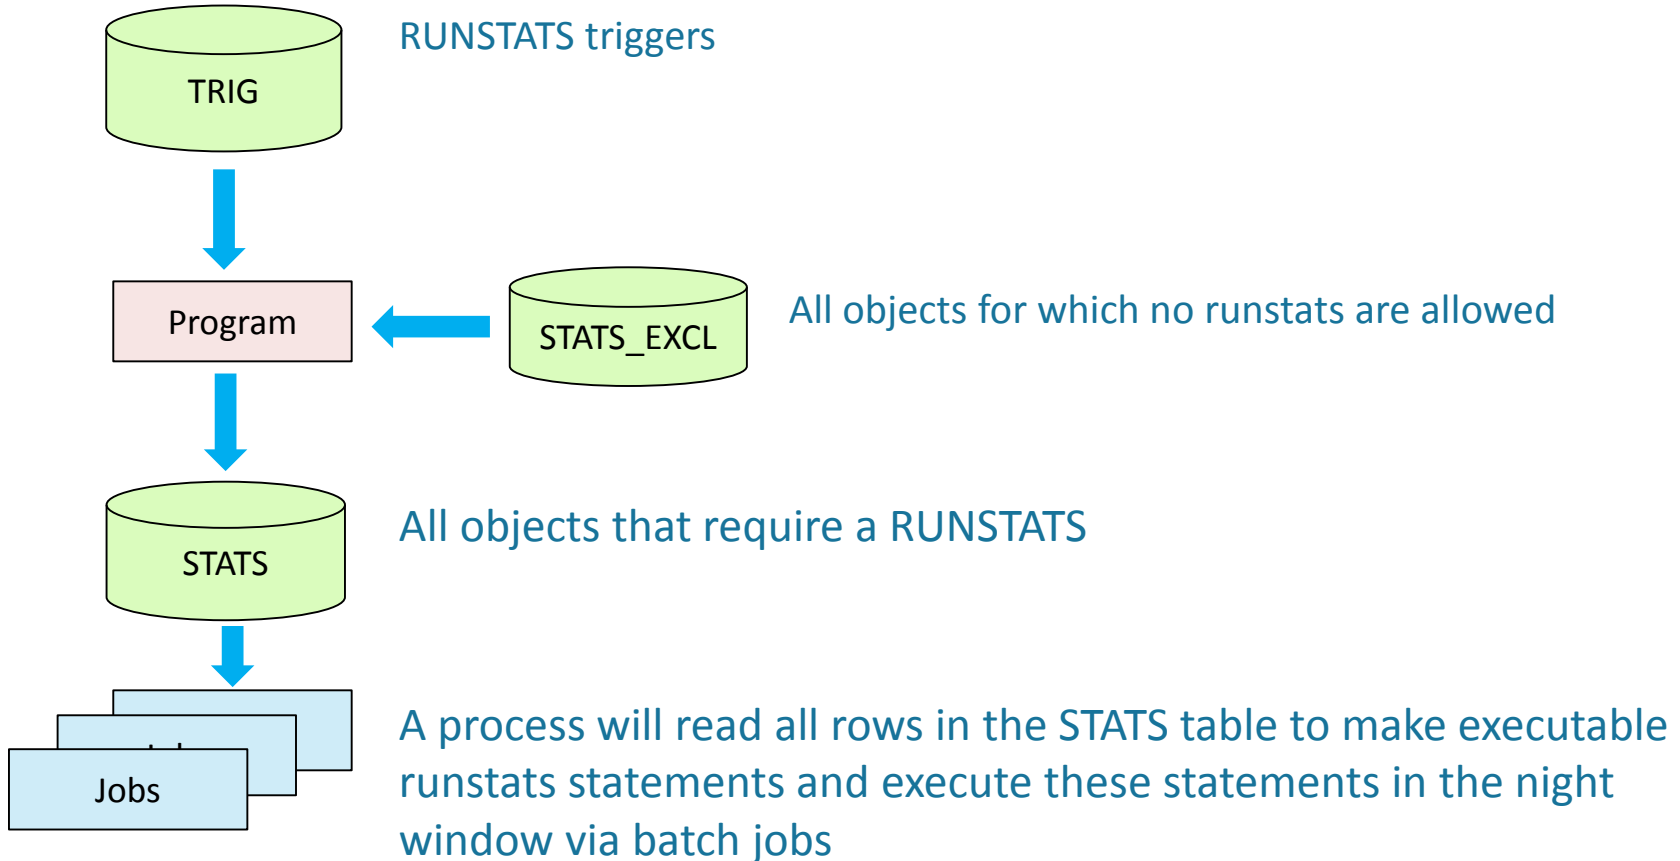 RUNSTATS triggers
TRIG
Program
STATS_EXCL
All objects for which no runstats are allowed
STATS
All objects that require a RUNSTATS
Jobs
A process will read all rows in the STATS table to make executable
runstats statements and execute these statements in the night
window via batch jobs